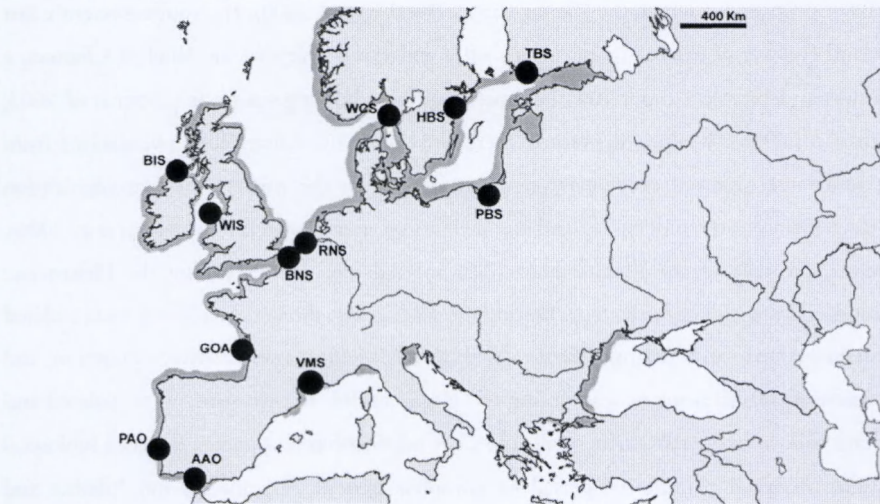 400 Km
TBS
WCS
HBS
BIS
PBS
WIS
RNS
BNS
GOA
VMS
PAO
AAO